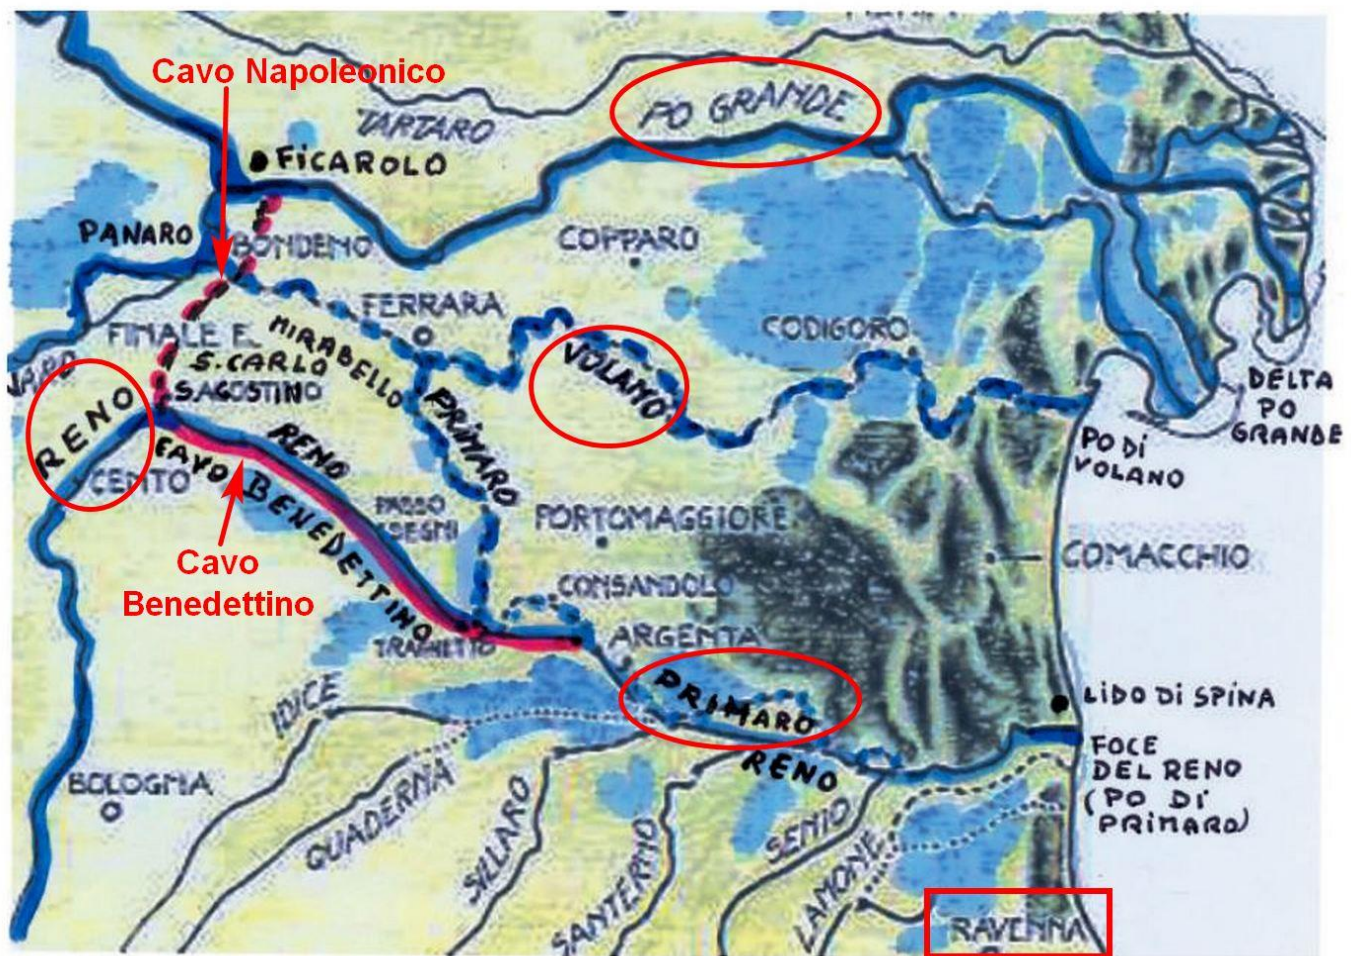 Cavo Napoleonico
PO GRANDE
TARTARO
FICAROLO
PANARO
BONDENO
COPPARO
FERRARA
FINALE E.
MIRABELLO
S. CARLO
S. AGOSTINO
CODIGORO
VOLANO
DELTA
PO
GRANDE
RENO
PRIMARO
RENO
PO Di
VOLANO
CENTO
CAVO BENEDETTINO
PASSO
SEGNI
PORTOMAGGIORE
COMACCHIO
Cavo
Benedettino
CONSANDOLO
TRAGHETTO
ARGENTA
PRIMARO
LiDO Di SPiNA
IDICE
RENO
FOCE
DEL RENO
(PO Di
PRiMARO)
BOLOGNA
QUADERNA
SILLARO
SANTERNO
SENIO
LAMONE
RAVENNA